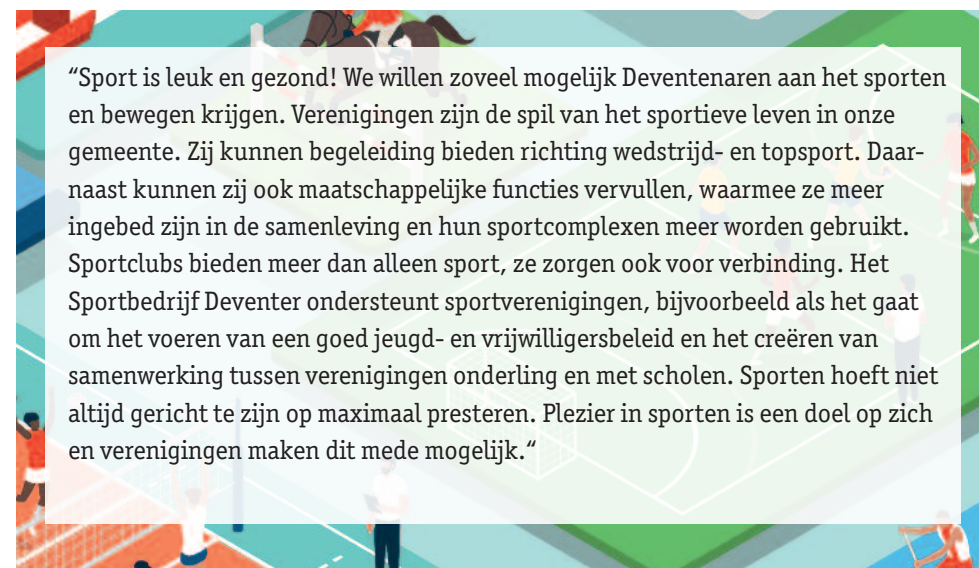 “Sport is leuk en gezond! We willen zoveel mogelijk Deventenaren aan het sporten
en bewegen krijgen. Verenigingen zijn de spil van het sportieve leven in onze
gemeente. Zij kunnen begeleiding bieden richting wedstrijd- en topsport. Daar-
naast kunnen zij ook maatschappelijke functies vervullen, waarmee ze meer
ingebed zijn in de samenleving en hun sportcomplexen meer worden gebruikt.
Sportclubs bieden meer dan alleen sport, ze zorgen ook voor verbinding. Het
Sportbedrijf Deventer ondersteunt sportverenigingen, bijvoorbeeld als het gaat
om het voeren van een goed jeugd- en vrijwilligersbeleid en het creëren van
samenwerking tussen verenigingen onderling en met scholen. Sporten hoeft niet
altijd gericht te zijn op maximaal presteren. Plezier in sporten is een doel op zich
en verenigingen maken dit mede mogelijk.“